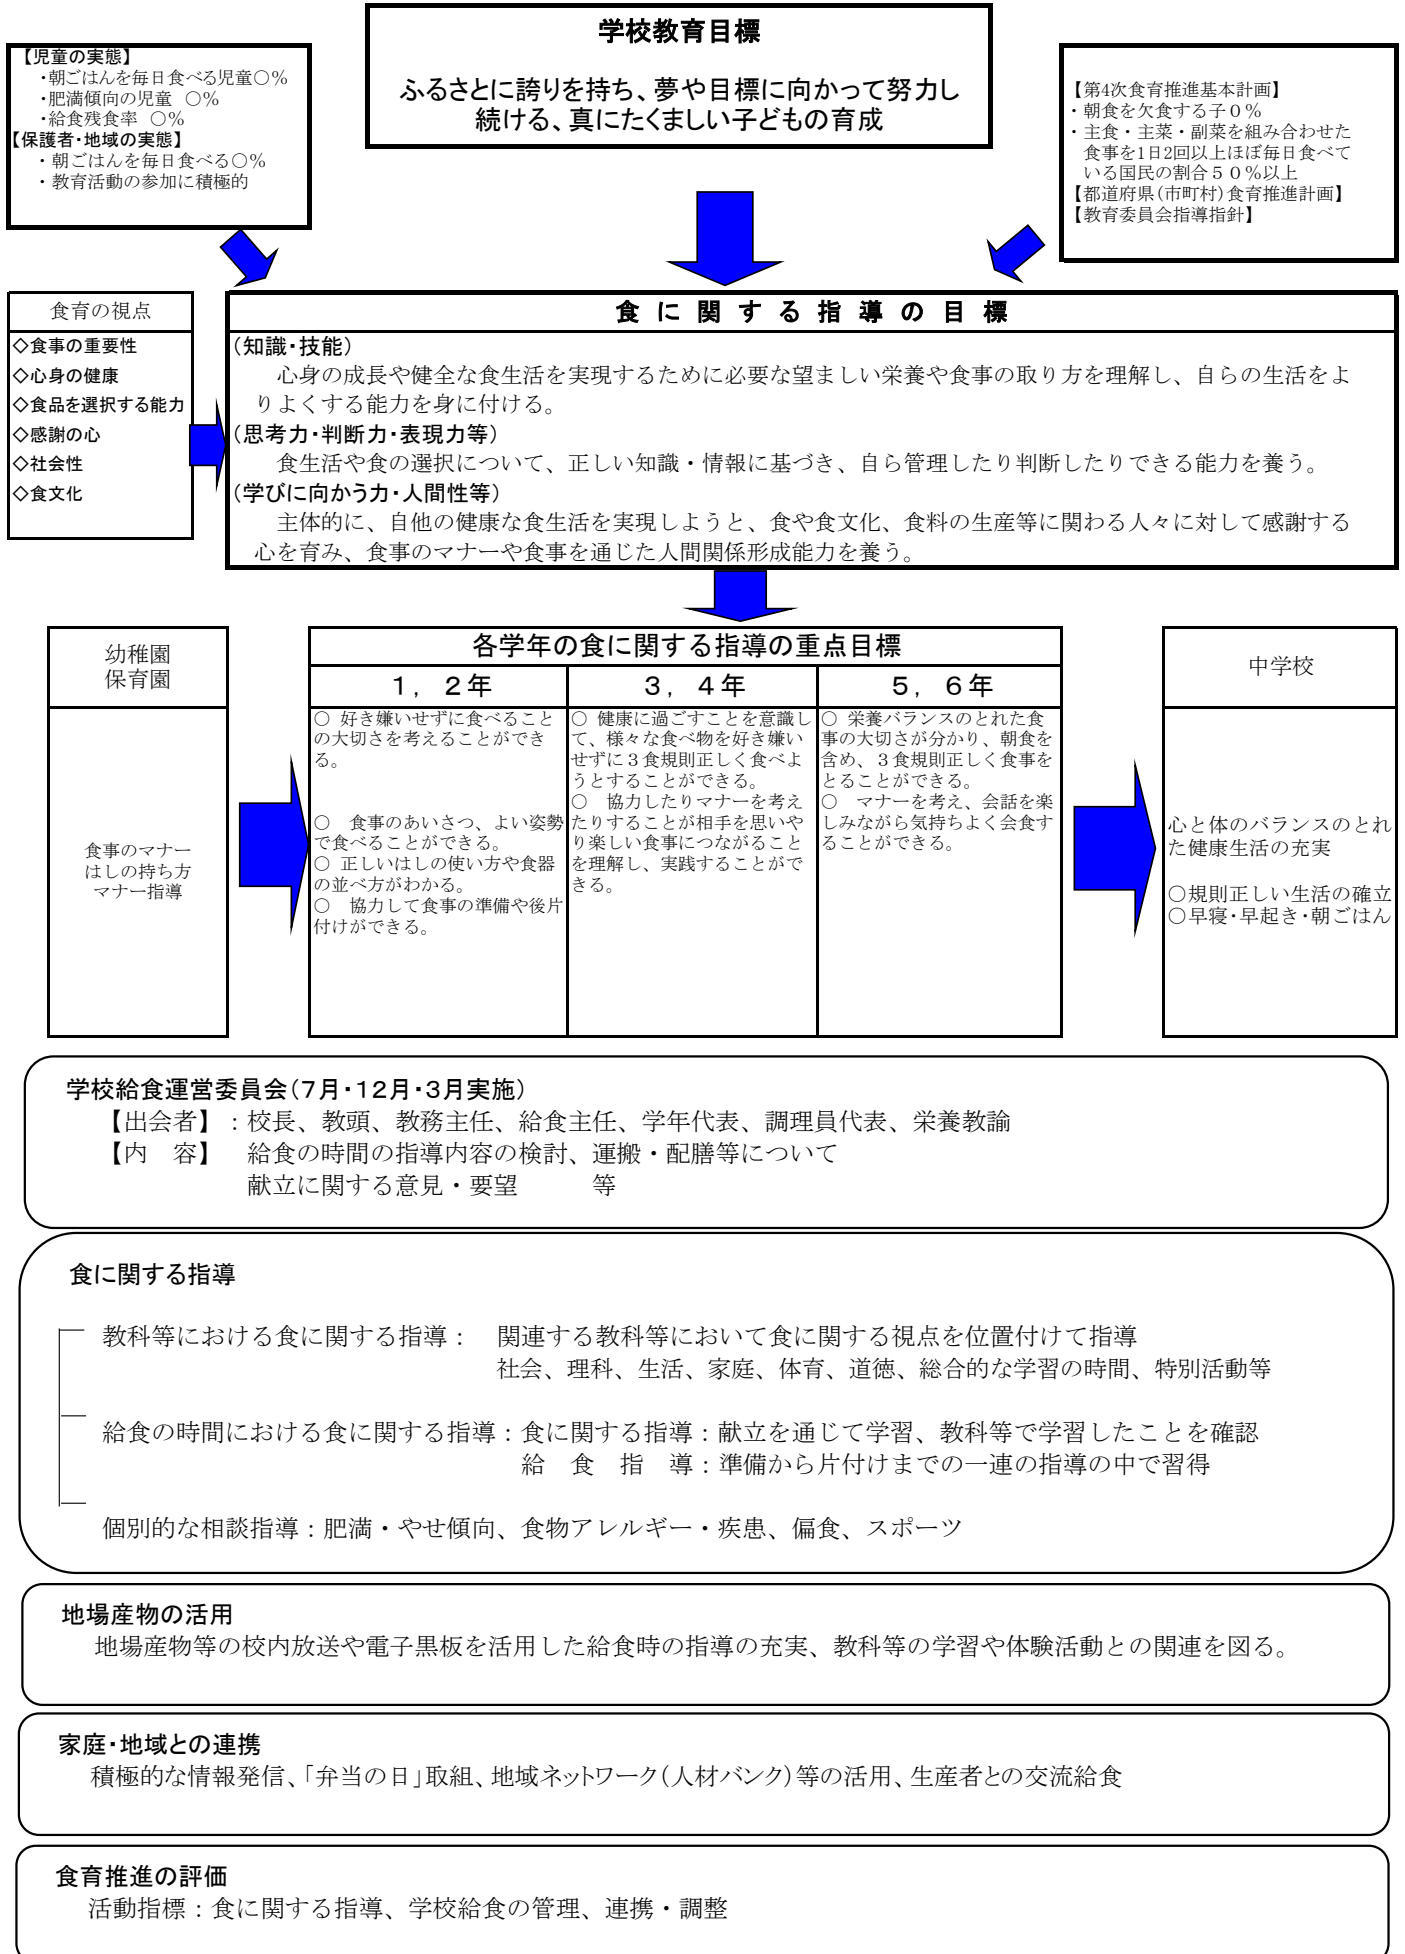 学校教育目標
ふるさとに誇りを持ち、夢や目標に向かって努力し
続ける、真にたくましい子どもの育成
【児童の実態】
・朝ごはんを毎日食べる児童○%
・肥満傾向の児童 ○%
・給食残食率 ○%
【保護者・地域の実態】
・朝ごはんを毎日食べる○%
・教育活動の参加に積極的
【第4次食育推進基本計画】
・朝食を欠食する子0%
・主食・主菜・副菜を組み合わせた
食事を1日2回以上ほぼ毎日食べて
いる国民の割合50%以上
【都道府県(市町村)食育推進計画】
【教育委員会指導指針】
食育の視点
◇食事の重要性
◇心身の健康
◇食品を選択する能力
◇感謝の心
◇社会性
◇食文化
食に関する指導の目標
(知識・技能)
心身の成長や健全な食生活を実現するために必要な望ましい栄養や食事の取り方を理解し、自らの生活をよ
りよくする能力を身に付ける。
(思考力・判断力・表現力等)
食生活や食の選択について、正しい知識・情報に基づき、自ら管理したり判断したりできる能力を養う。
(学びに向かう力・人間性等)
主体的に、自他の健康な食生活を実現しようと、食や食文化、食料の生産等に関わる人々に対して感謝する
心を育み、食事のマナーや食事を通じた人間関係形成能力を養う。
幼稚園
保育園
食事のマナー
はしの持ち方
マナー指導
各学年の食に関する指導の重点目標
1，2年
○ 好き嫌いせずに食べること
の大切さを考えることができ
る。
○ 食事のあいさつ、よい姿勢
で食べることができる。
○ 正しいはしの使い方や食器
の並べ方がわかる。
○ 協力して食事の準備や後片
付けができる。
3，4年
○ 健康に過ごすことを意識し
て、様々な食べ物を好き嫌い
せずに3食規則正しく食べよ
うとすることができる。
○ 協力したりマナーを考え
たりすることが相手を思いや
り楽しい食事につながること
を理解し、実践することがで
きる。
5，6年
○ 栄養バランスのとれた食
事の大切さが分かり、朝食を
含め、3食規則正しく食事を
とることができる。
○ マナーを考え、会話を楽
しみながら気持ちよく会食す
ることができる。
中学校
心と体のバランスのとれ
た健康生活の充実
○規則正しい生活の確立
○早寝・早起き・朝ごはん
学校給食運営委員会(7月・12月・3月実施)
【出会者】：校長、教頭、教務主任、給食主任、学年代表、調理員代表、栄養教諭
【内 容】 給食の時間の指導内容の検討、運搬・配膳等について
献立に関する意見・要望 等
食に関する指導
教科等における食に関する指導： 関連する教科等において食に関する視点を位置付けて指導
社会、理科、生活、家庭、体育、道徳、総合的な学習の時間、特別活動等
給食の時間における食に関する指導：食に関する指導：献立を通じて学習、教科等で学習したことを確認
給 食 指 導：準備から片付けまでの一連の指導の中で習得
個別的な相談指導：肥満・やせ傾向、食物アレルギー・疾患、偏食、スポーツ
地場産物の活用
地場産物等の校内放送や電子黒板を活用した給食時の指導の充実、教科等の学習や体験活動との関連を図る。
家庭・地域との連携
積極的な情報発信、「弁当の日」取組、地域ネットワーク(人材バンク)等の活用、生産者との交流給食
食育推進の評価
活動指標：食に関する指導、学校給食の管理、連携・調整